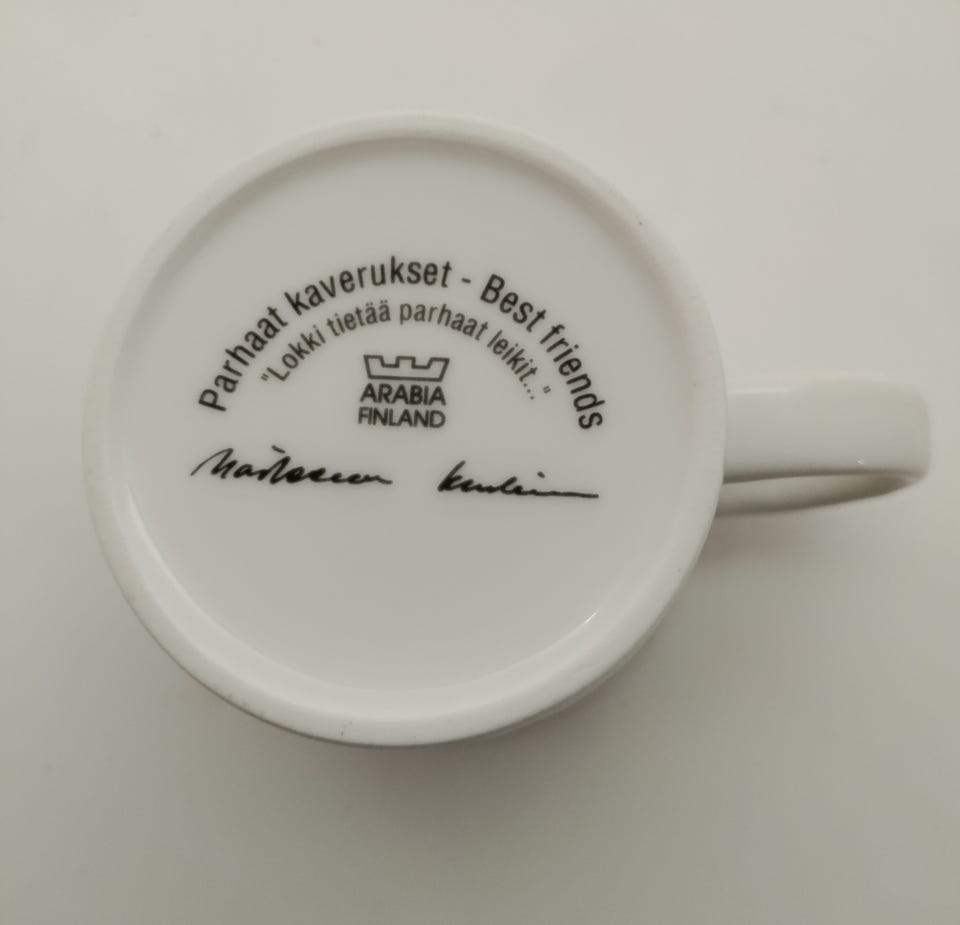 Parhaat kaverukset - Best friends
"Lokki tietää parhaat leikit..."
ARABIA
FINLAND